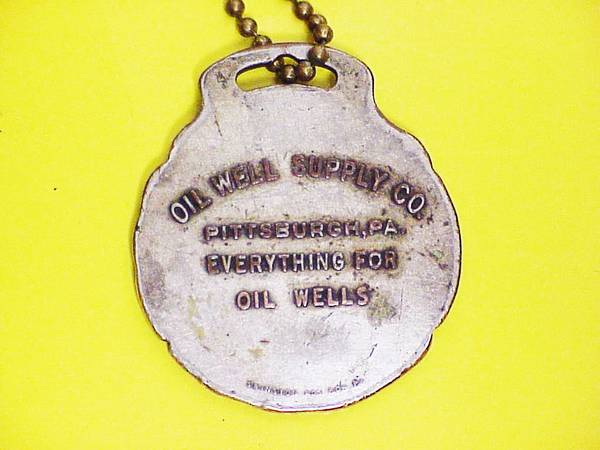 OIL WELL SUPPLY CO.
PITTSBURGH, PA.
EVERYTHING FOR
OIL WELLS